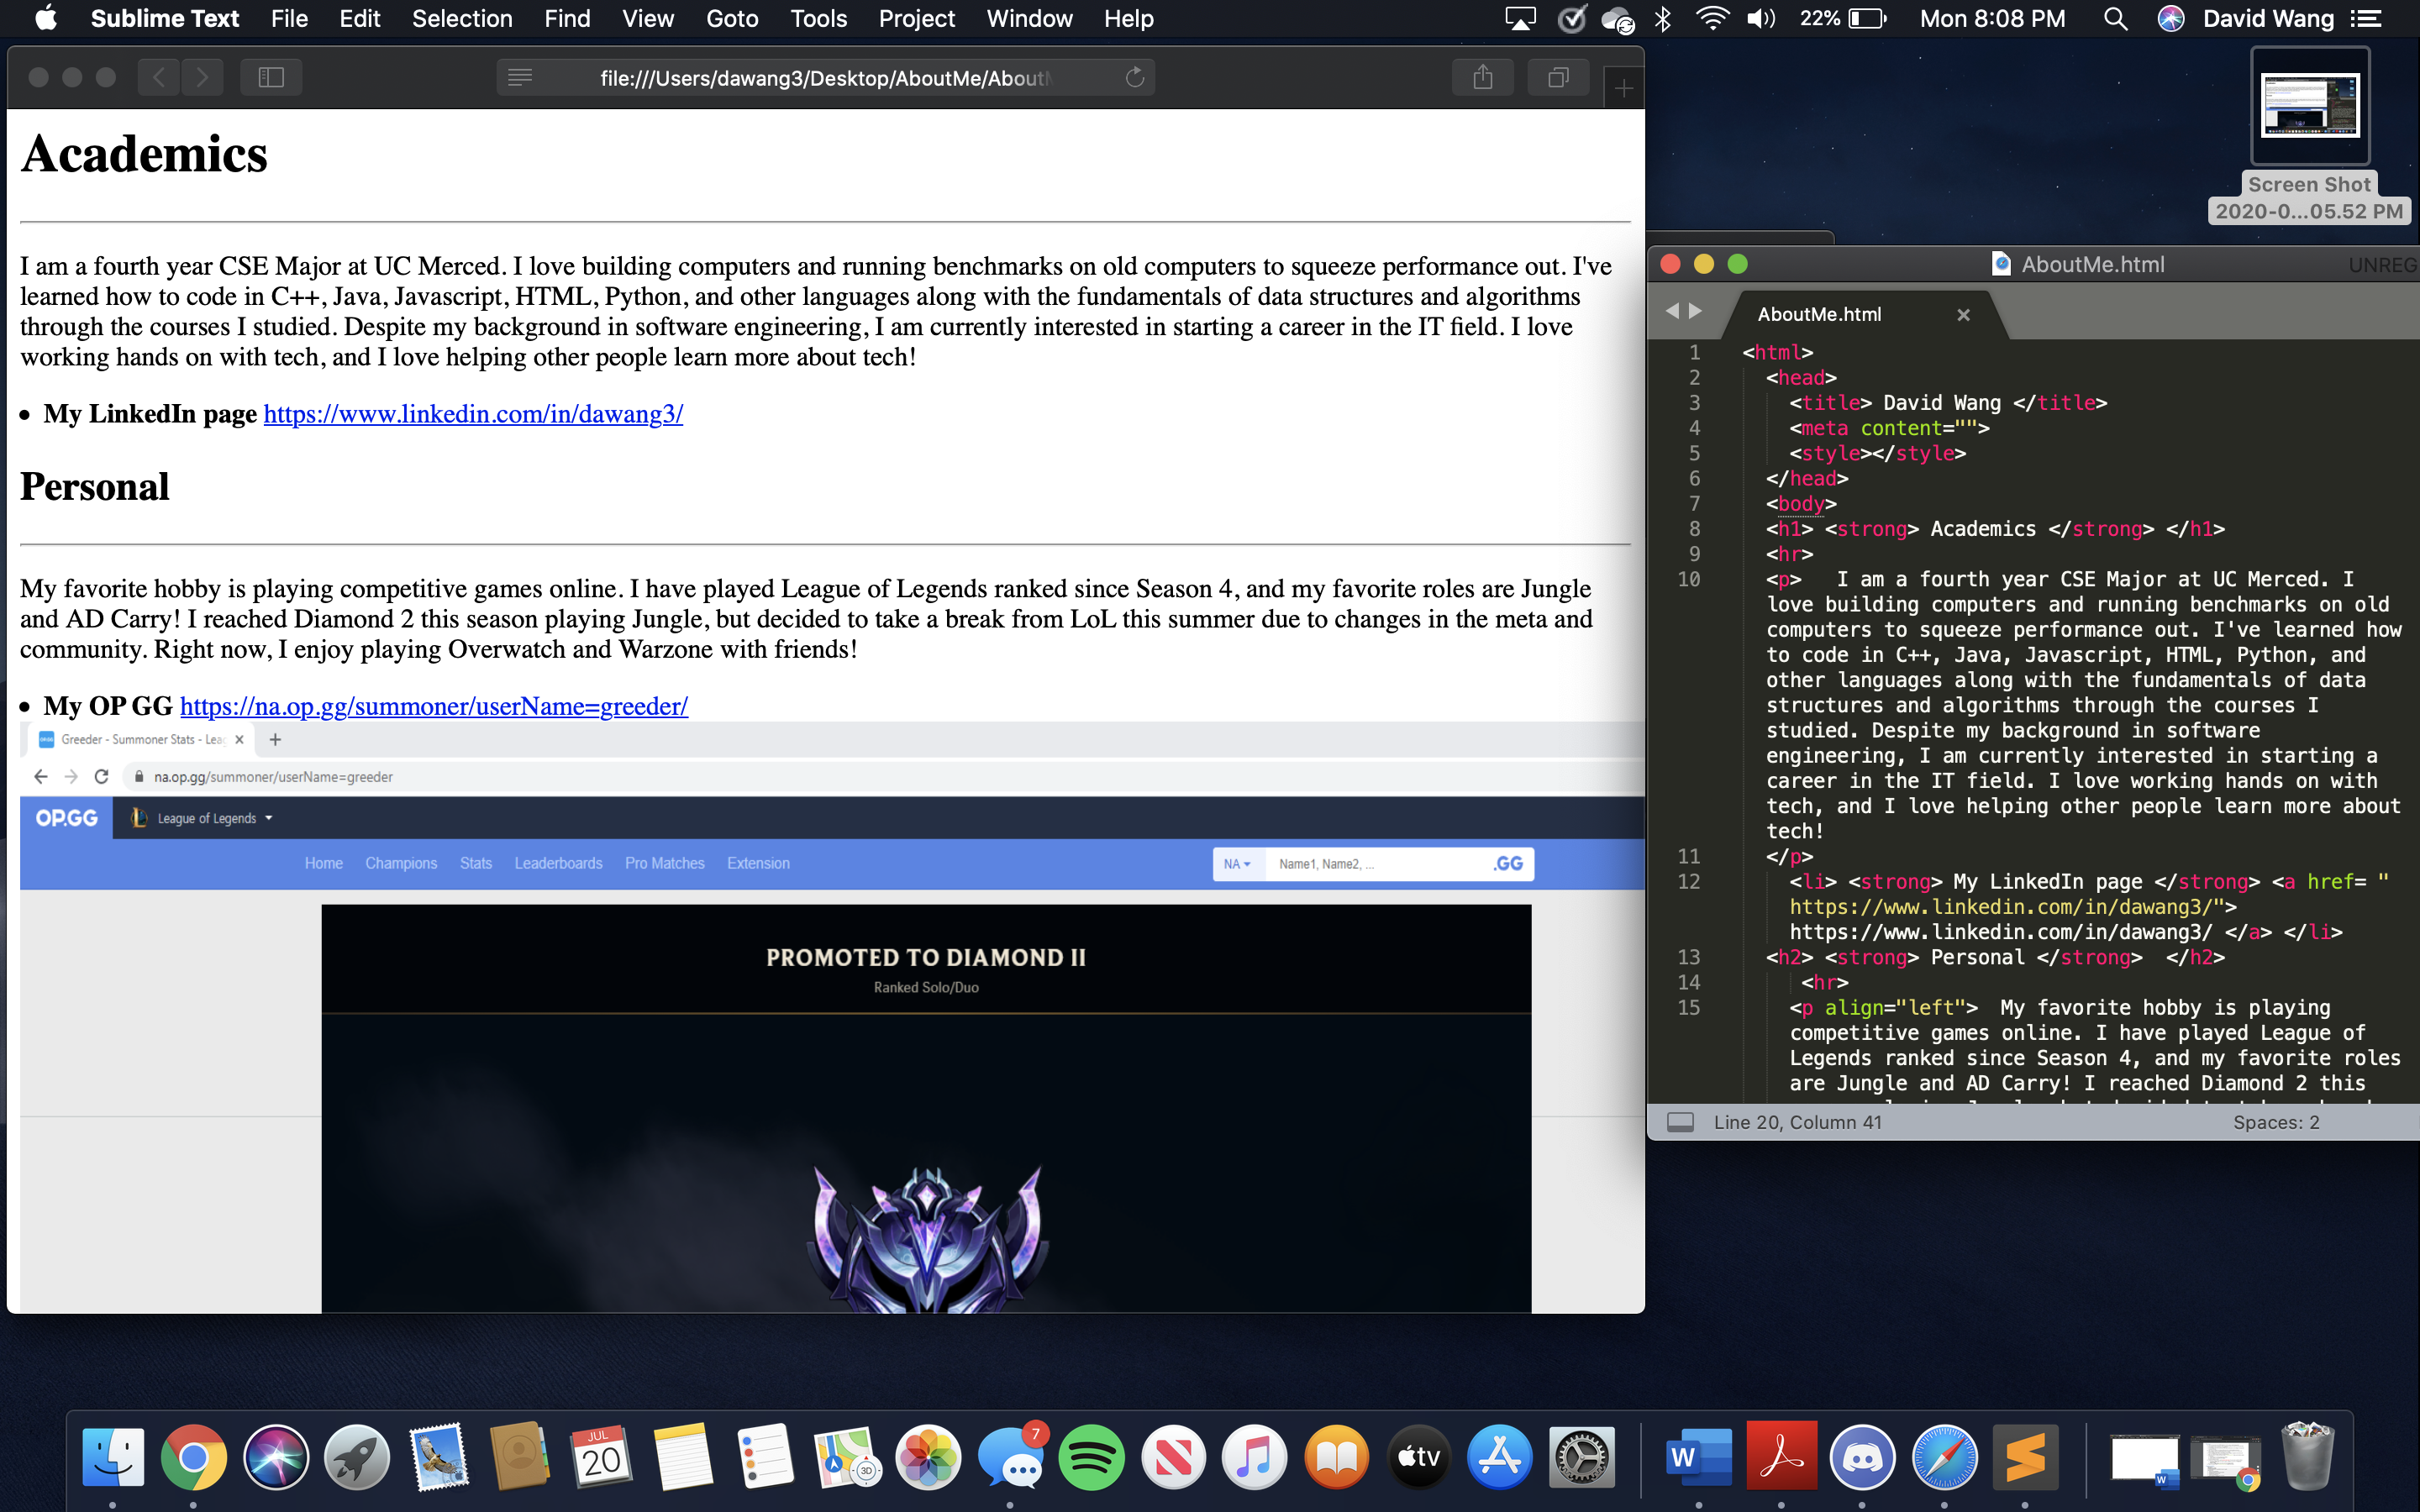 Sublime Text File Edit Selection Find View Goto Tools Project Window Help 22% Mon 8:08 PM David Wang
file:///Users/dawang3/Desktop/AboutMe/About
Academics
I am a fourth year CSE Major at UC Merced. I love building computers and running benchmarks on old computers to squeeze performance out. I've
learned how to code in C++, Java, Javascript, HTML, Python, and other languages along with the fundamentals of data structures and algorithms
through the courses I studied. Despite my background in software engineering, I am currently interested in starting a career in the IT field. I love
working hands on with tech, and I love helping other people learn more about tech!
• My LinkedIn page https://www.linkedin.com/in/dawang3/
Personal
My favorite hobby is playing competitive games online. I have played League of Legends ranked since Season 4, and my favorite roles are Jungle
and AD Carry! I reached Diamond 2 this season playing Jungle, but decided to take a break from LoL this summer due to changes in the meta and
community. Right now, I enjoy playing Overwatch and Warzone with friends!
• My OP GG https://na.op.gg/summoner/userName=greeder/
Greeder - Summoner Stats - Lea
na.op.gg/summoner/userName=greeder
OP.GG League of Legends
Home Champions Stats Leaderboards Pro Matches Extension NA Name1, Name2, ... .GG
PROMOTED TO DIAMOND II
Ranked Solo/Duo
Screen Shot
2020-0...05.52 PM
AboutMe.html UNREG
AboutMe.html
1 <html>
2 <head>
3 <title> David Wang </title>
4 <meta content="">
5 <style></style>
6 </head>
7 <body>
8 <h1> <strong> Academics </strong> </h1>
9 <hr>
10 <p> I am a fourth year CSE Major at UC Merced. I
love building computers and running benchmarks on old
computers to squeeze performance out. I've learned how
to code in C++, Java, Javascript, HTML, Python, and
other languages along with the fundamentals of data
structures and algorithms through the courses I
studied. Despite my background in software
engineering, I am currently interested in starting a
career in the IT field. I love working hands on with
tech, and I love helping other people learn more about
tech!
11 </p>
12 <li> <strong> My LinkedIn page </strong> <a href= "
https://www.linkedin.com/in/dawang3/">
https://www.linkedin.com/in/dawang3/ </a> </li>
13 <h2> <strong> Personal </strong> </h2>
14 <hr>
15 <p align="left"> My favorite hobby is playing
competitive games online. I have played League of
Legends ranked since Season 4, and my favorite roles
are Jungle and AD Carry! I reached Diamond 2 this
Line 20, Column 41 Spaces: 2
JUL
20
3D
7
tv
W
W